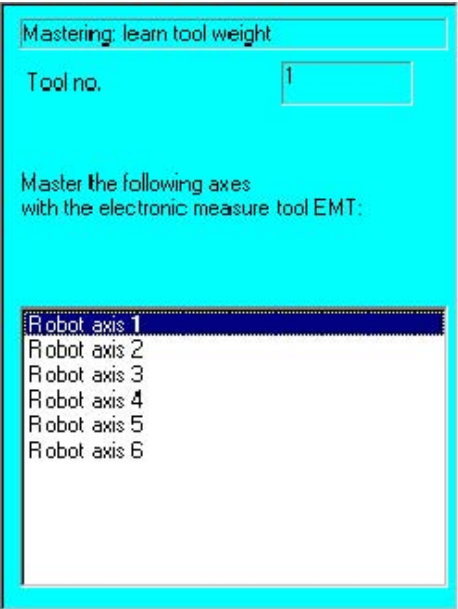 Mastering: learn tool weight
Tool no.
1
Master the following axes
with the electronic measure tool EMT:
Robot axis 1
Robot axis 2
Robot axis 3
Robot axis 4
Robot axis 5
Robot axis 6